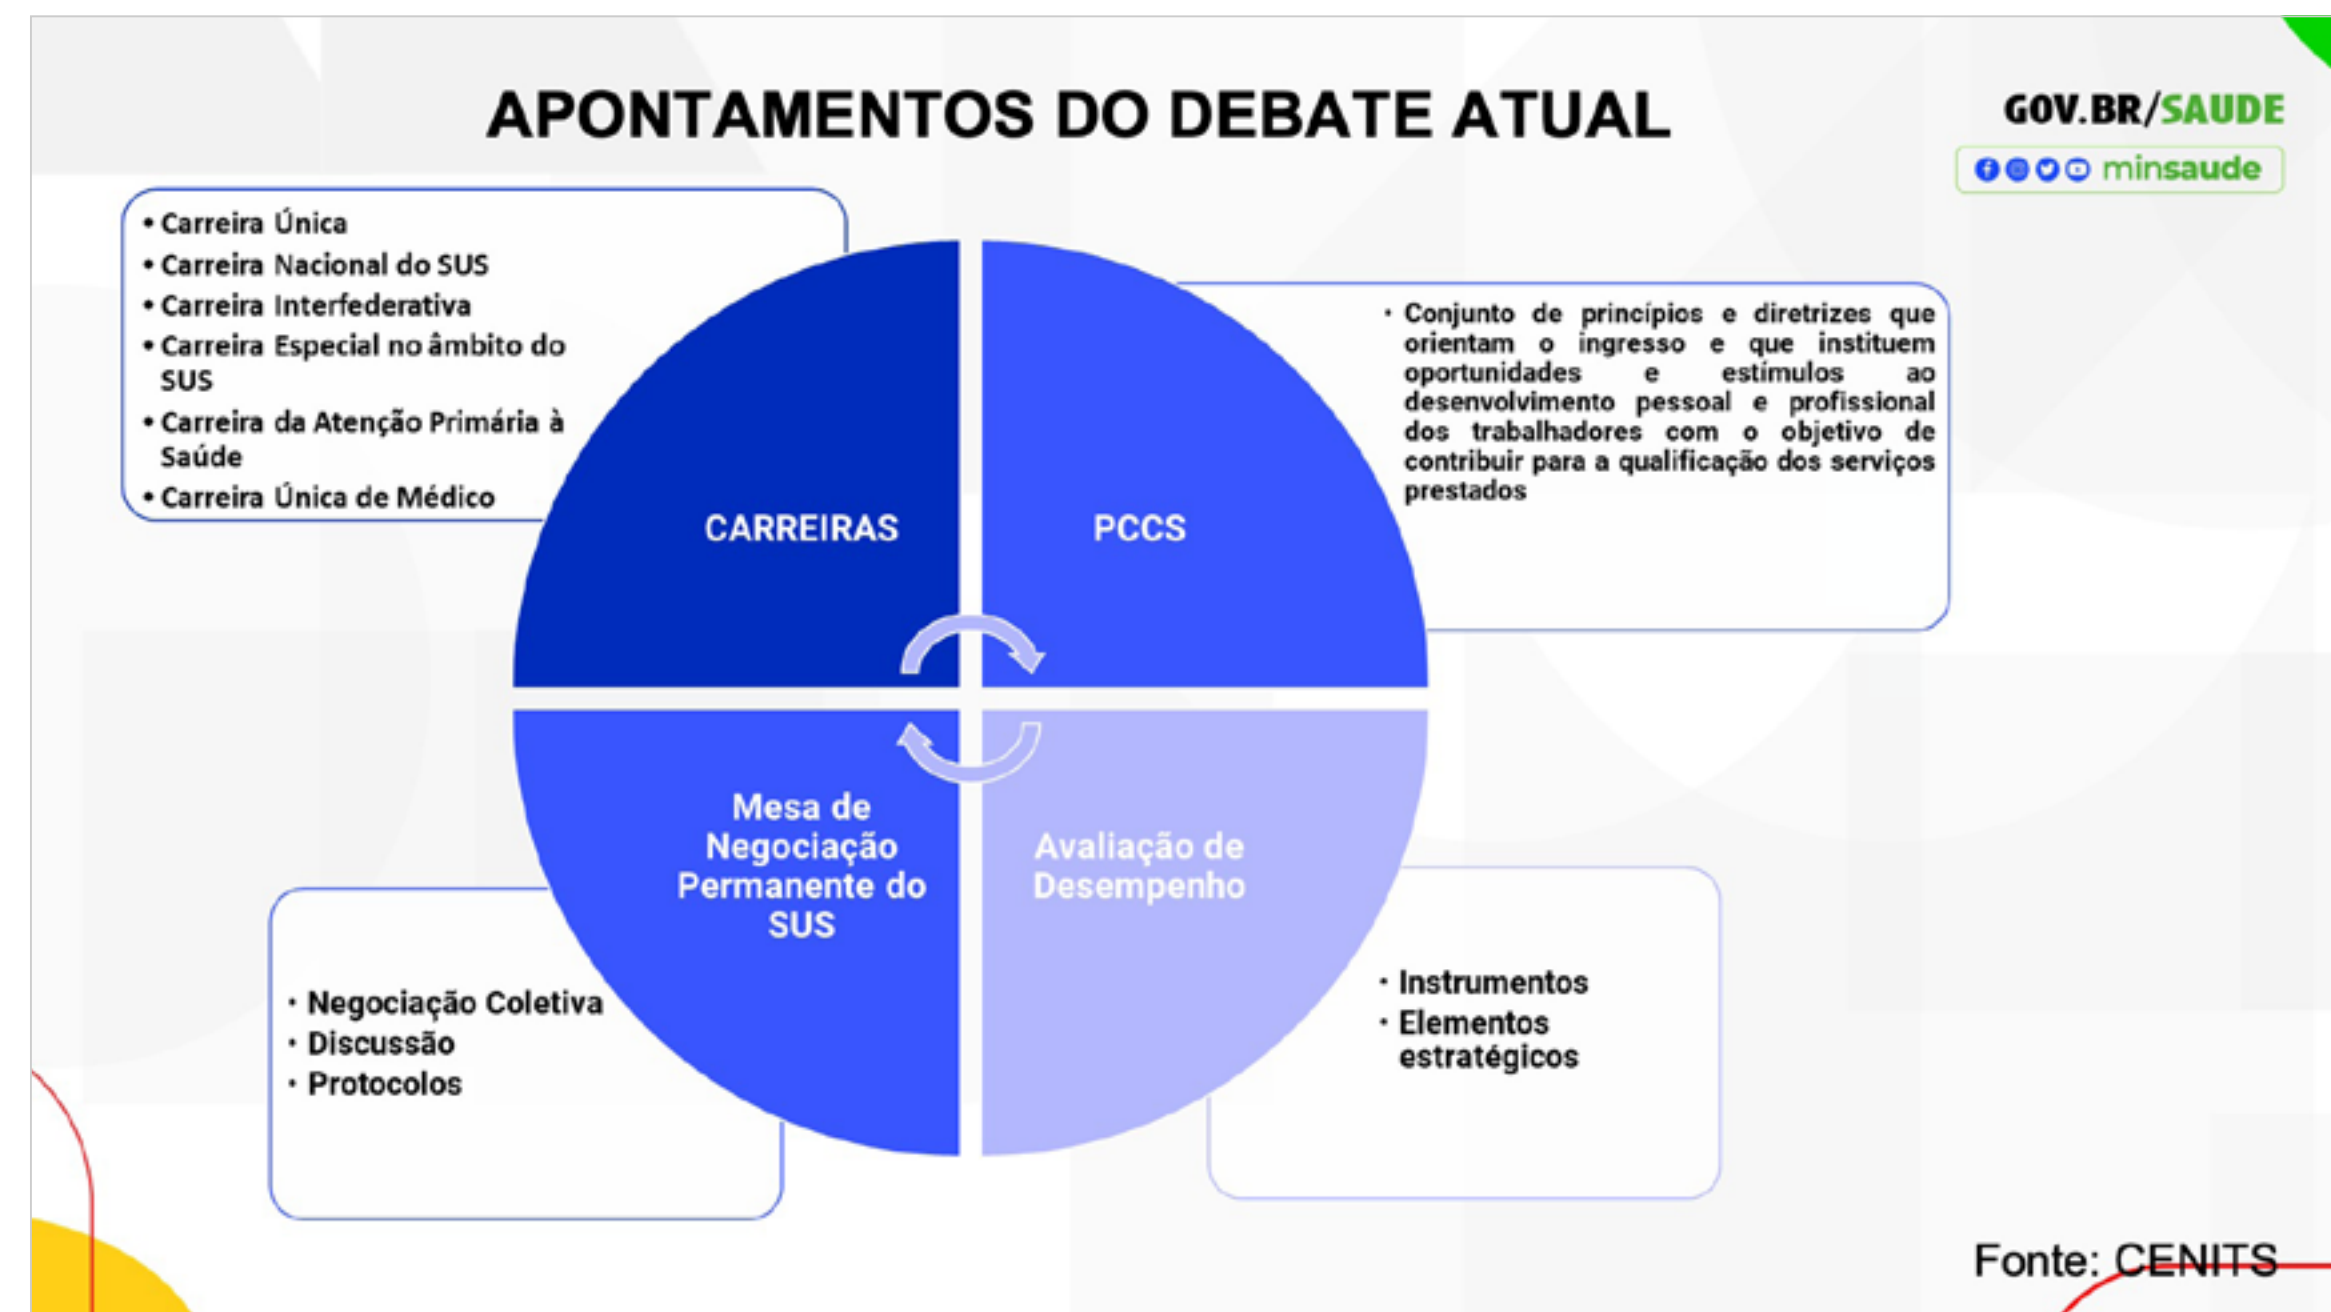 APONTAMENTOS DO DEBATE ATUAL
GOV.BR/SAUDE
minsaude
• Carreira Única
• Carreira Nacional do SUS
• Carreira Interfederativa
• Carreira Especial no âmbito do
SUS
• Carreira da Atenção Primária à
Saúde
• Carreira Única de Médico
CARREIRAS
PCCS
• Conjunto de princípios e diretrizes que
orientam o ingresso e que instituem
oportunidades e estímulos ao
desenvolvimento pessoal e profissional
dos trabalhadores com o objetivo de
contribuir para a qualificação dos serviços
prestados
Mesa de
Negociação
Permanente do
SUS
Avaliação de
Desempenho
• Negociação Coletiva
• Discussão
• Protocolos
• Instrumentos
• Elementos
estratégicos
Fonte: CENITS